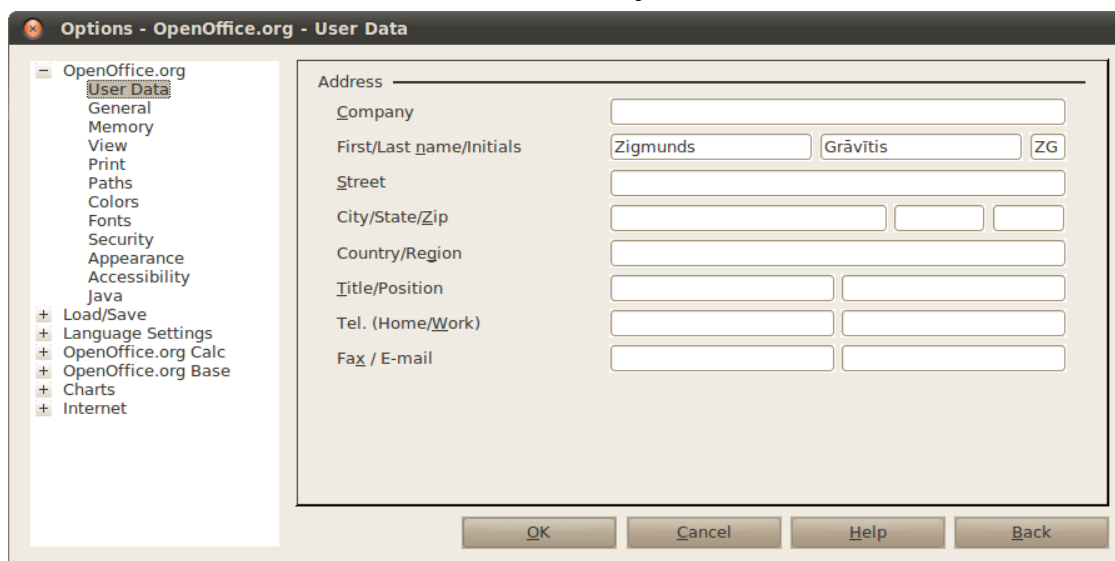 Options - OpenOffice.org - User Data
OpenOffice.org
User Data
General
Memory
View
Print
Paths
Colors
Fonts
Security
Appearance
Accessibility
Java
Load/Save
Language Settings
OpenOffice.org Calc
OpenOffice.org Base
Charts
Internet
Address
Company
First/Last name/Initials Zigmunds Grāvītis ZG
Street
City/State/Zip
Country/Region
Title/Position
Tel. (Home/Work)
Fax / E-mail
OK Cancel Help Back